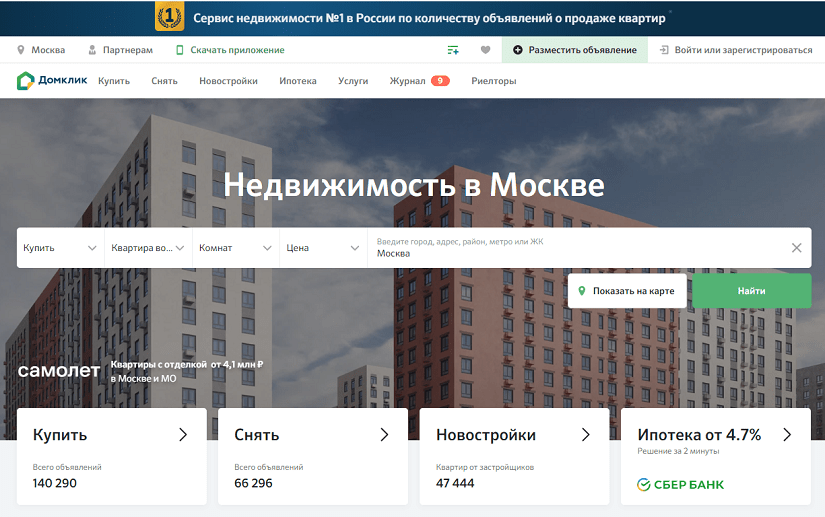 1
Сервис недвижимости №1 в России по количеству объявлений о продаже квартир
Москва
Партнерам
Скачать приложение
Разместить объявление
Войти или зарегистрироваться
Домклик
Купить
Снять
Новостройки
Ипотека
Услуги
Журнал 9
Риелторы
Недвижимость в Москве
Купить
Квартира во...
Комнат
Цена
Введите город, адрес, район, метро или ЖК
Москва
Показать на карте
Найти
самолет
Квартиры с отделкой от 4,1 млн ₽
в Москве и МО
Купить
Всего объявлений
140 290
Снять
Всего объявлений
66 296
Новостройки
Квартир от застройщиков
47 444
Ипотека от 4.7%
Решение за 2 минуты
СБЕР БАНК